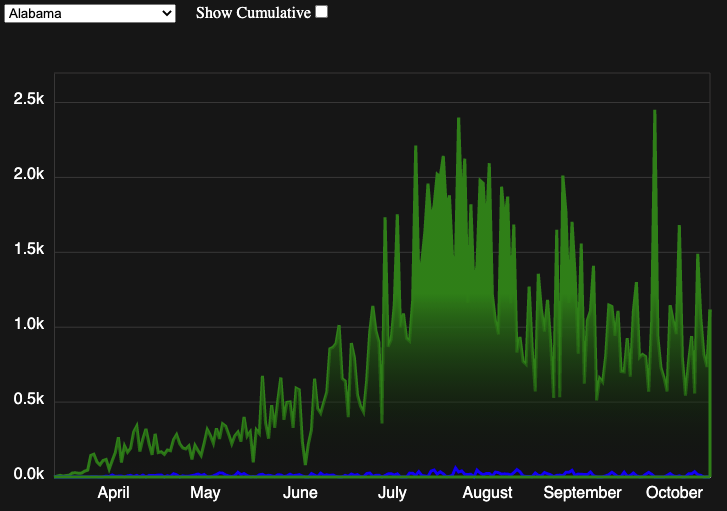 Alabama Show Cumulative
2.5k
2.0k
1.5k
1.0k
0.5k
0.0k
April May June July August September October